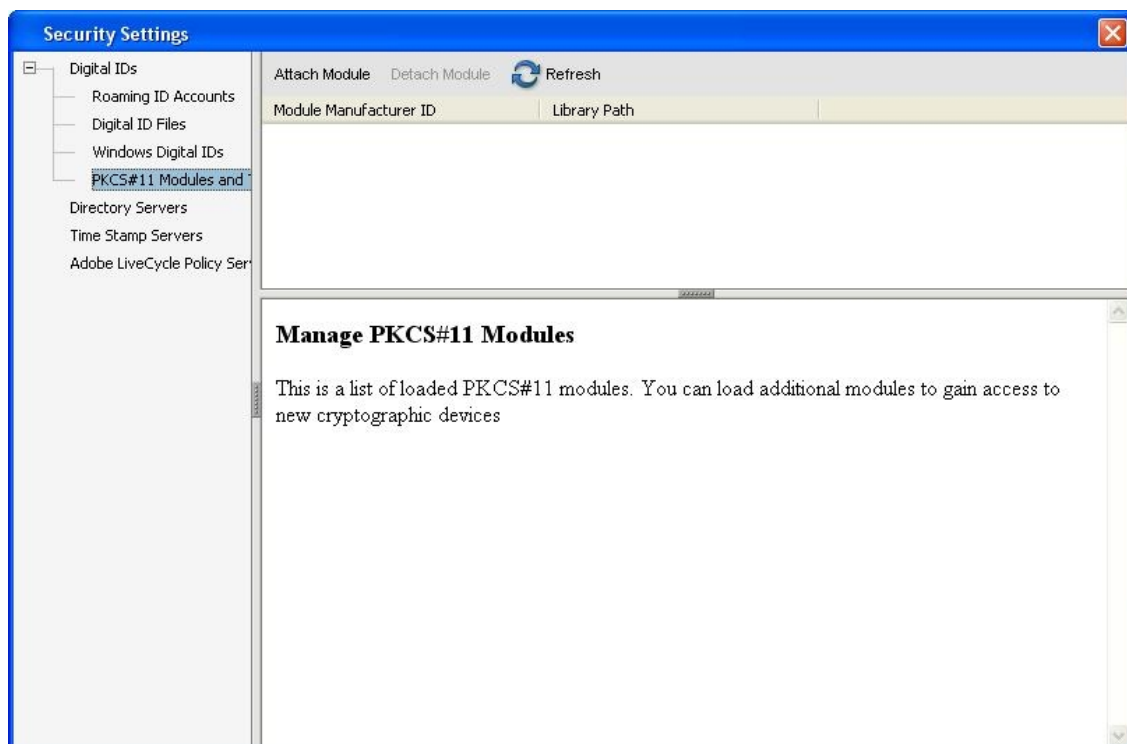 Security Settings
Digital IDs
Roaming ID Accounts
Digital ID Files
Windows Digital IDs
PKCS#11 Modules and
Directory Servers
Time Stamp Servers
Adobe LiveCycle Policy Ser
Attach Module Detach Module Refresh
Module Manufacturer ID Library Path
Manage PKCS#11 Modules
This is a list of loaded PKCS#11 modules. You can load additional modules to gain access to
new cryptographic devices